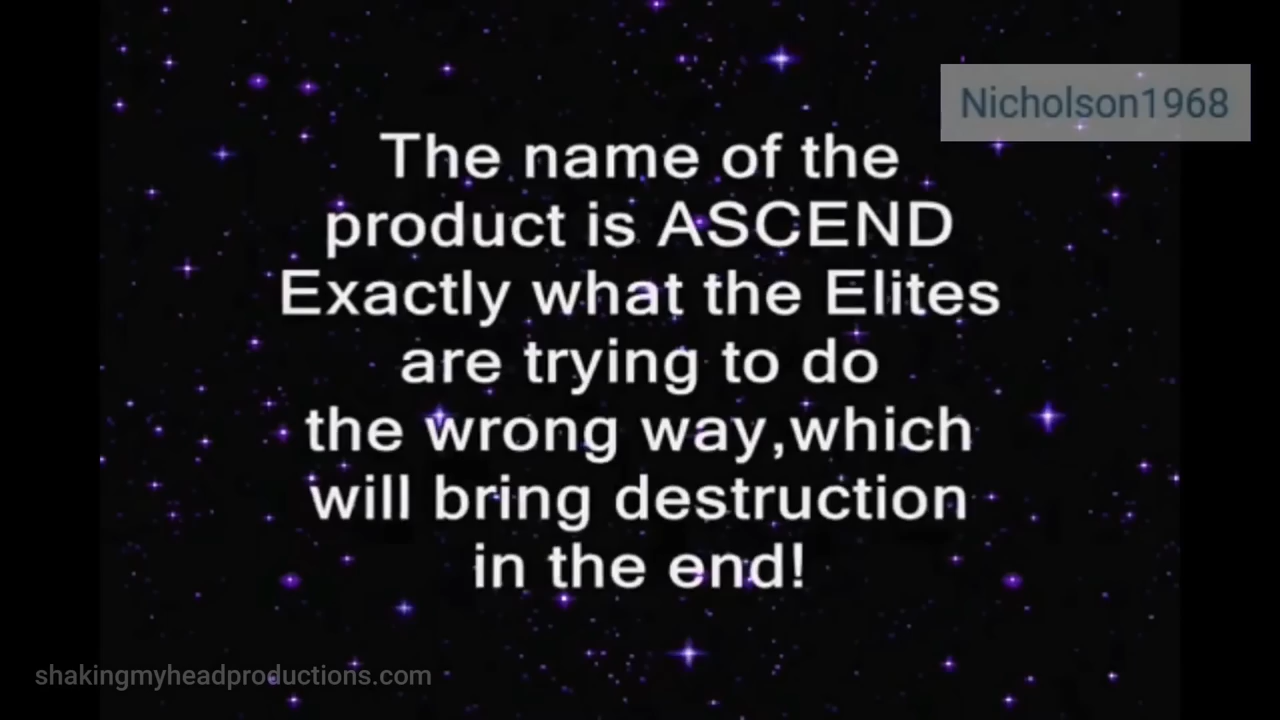 Nicholson1968
The name of the
product is ASCEND
Exactly what the Elites
are trying to do
the wrong way,which
will bring destruction
in the end!
shakingmyheadproductions.com